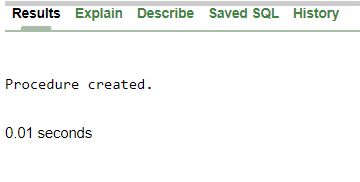 Results Explain Describe Saved SQL History
Procedure created.
0.01 seconds